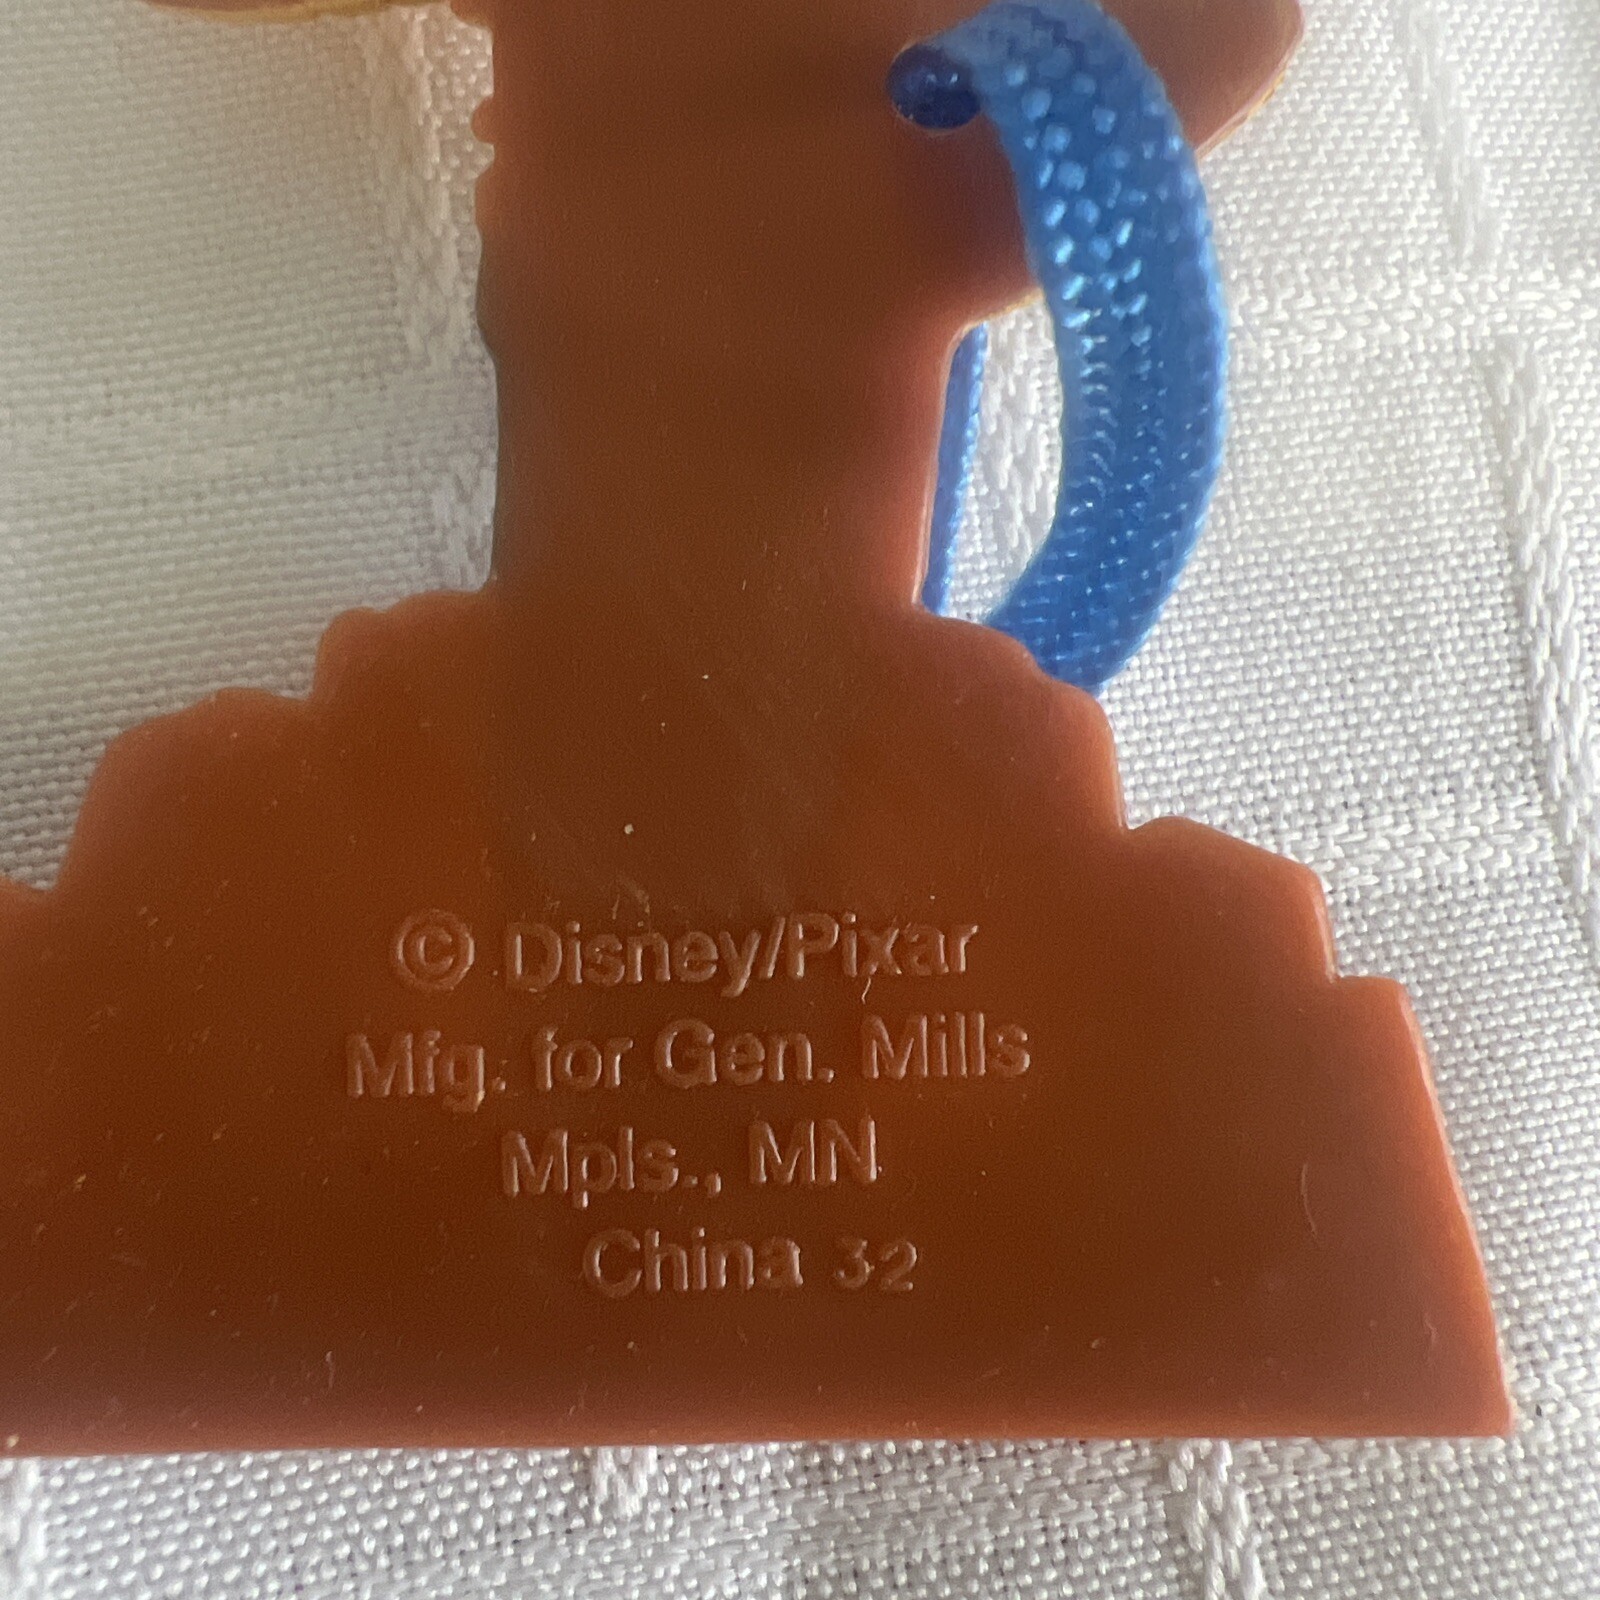 © Disney/Pixar
Mfg. for Gen. Mills
Mpls., MN
China 32